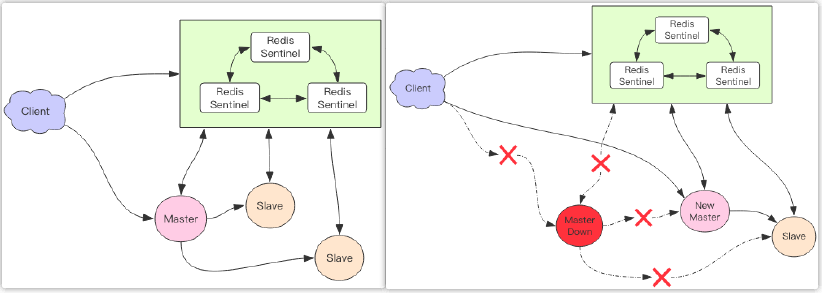 Redis
Sentinel
Redis
Sentinel
Redis
Sentinel
Client
Master
Slave
Slave
Redis
Sentinel
Redis
Sentinel
Redis
Sentinel
Client
Master
Down
New
Master
Slave